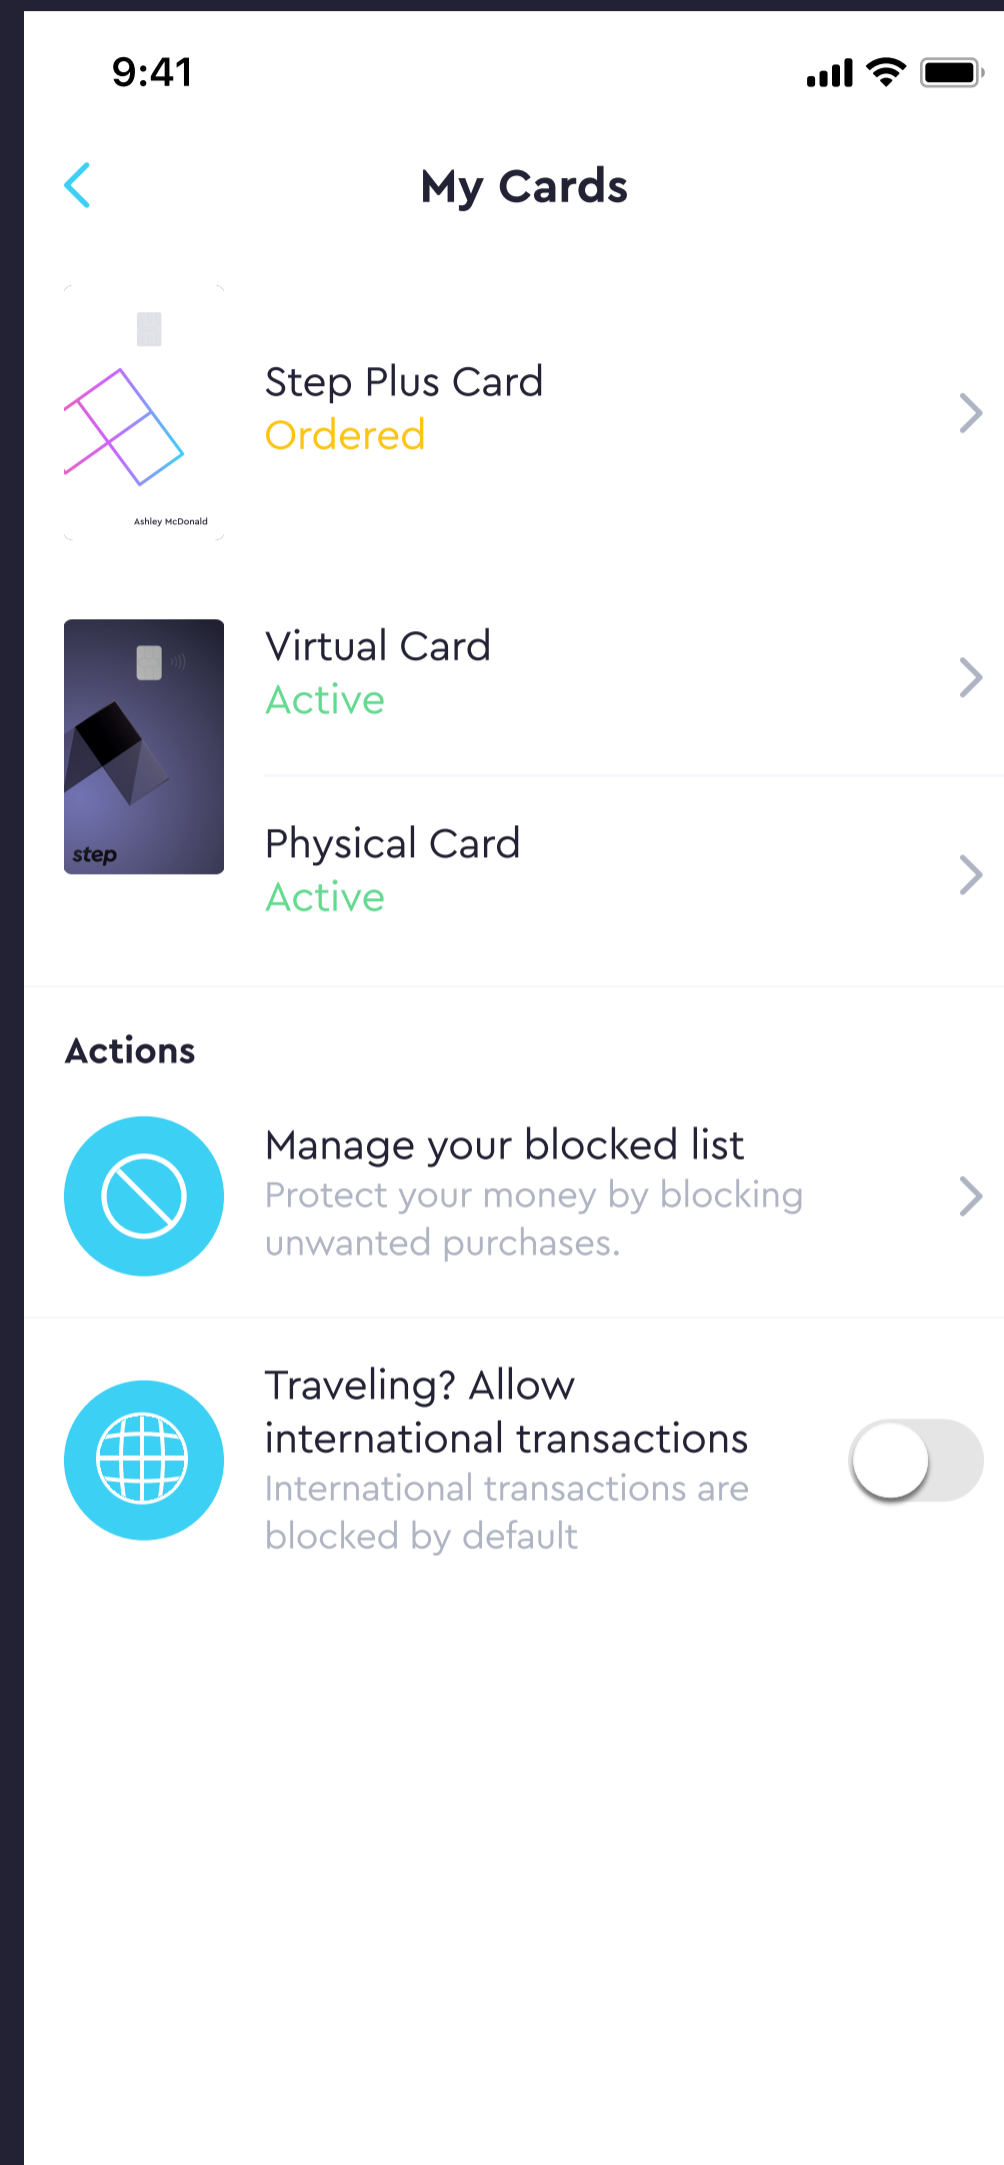 9:41
My Cards
Step Plus Card
Ordered
Ashley McDonald
Virtual Card
Active
step
Physical Card
Active
Actions
Manage your blocked list
Protect your money by blocking
unwanted purchases.
Traveling? Allow
international transactions
International transactions are
blocked by default